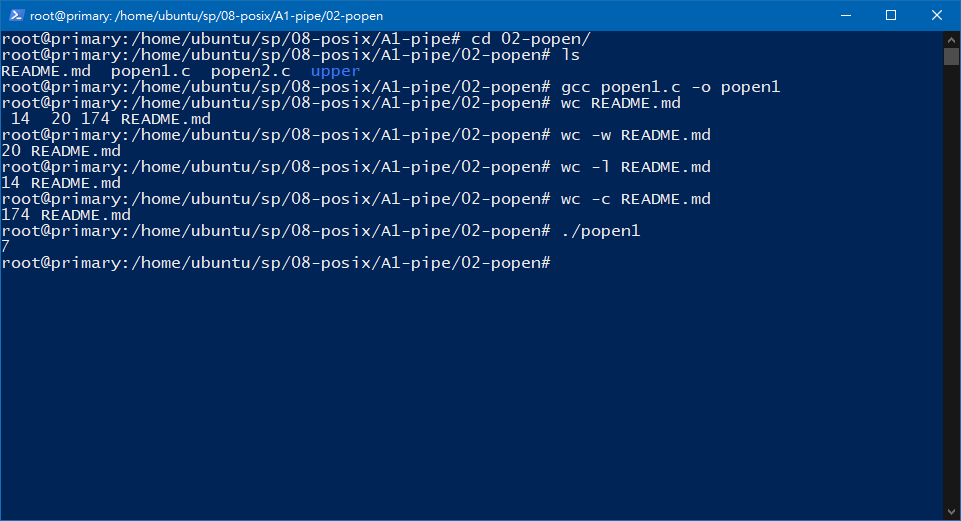 root@primary: /home/ubuntu/sp/08-posix/A1-pipe/02-popen
root@primary:/home/ubuntu/sp/08-posix/A1-pipe# cd 02-popen/
root@primary:/home/ubuntu/sp/08-posix/A1-pipe/02-popen# ls
README.md  popen1.c  popen2.c  upper
root@primary:/home/ubuntu/sp/08-posix/A1-pipe/02-popen# gcc popen1.c -o popen1
root@primary:/home/ubuntu/sp/08-posix/A1-pipe/02-popen# wc README.md
 14  20 174 README.md
root@primary:/home/ubuntu/sp/08-posix/A1-pipe/02-popen# wc -w README.md
20 README.md
root@primary:/home/ubuntu/sp/08-posix/A1-pipe/02-popen# wc -l README.md
14 README.md
root@primary:/home/ubuntu/sp/08-posix/A1-pipe/02-popen# wc -c README.md
174 README.md
root@primary:/home/ubuntu/sp/08-posix/A1-pipe/02-popen# ./popen1
7
root@primary:/home/ubuntu/sp/08-posix/A1-pipe/02-popen#